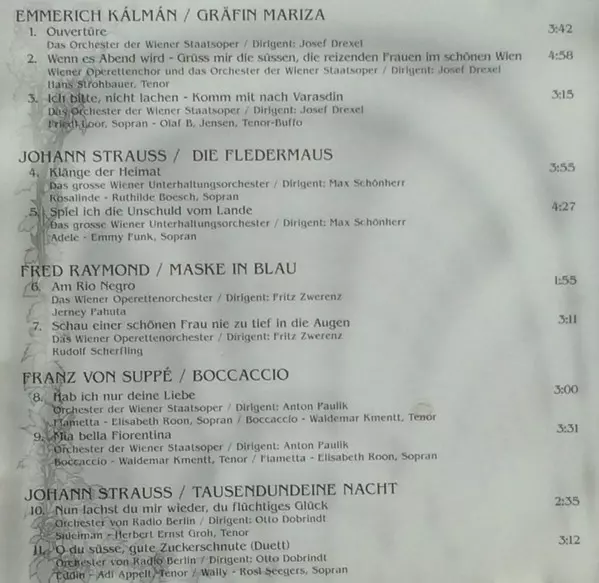 EMMERICH KÁLMÁN / GRÄFIN MARIZA
1. Ouvertüre 3:42
Das Orchester der Wiener Staatsoper / Dirigent: Josef Drexel
2. Wenn es Abend wird - Grüss mir die süssen, die reizenden Frauen im schönen Wien 4:58
Wiener Operettenchor und das Orchester der Wiener Staatsoper / Dirigent: Josef Drexel
Hans Strohbauer, Tenor
3. Ich bitte, nicht lachen - Komm mit nach Varasdin 3:15
Das Orchester der Wiener Staatsoper / Dirigent: Josef Drexel
Friedl Loor, Sopran - Olaf B. Jensen, Tenor-Buffo
JOHANN STRAUSS / DIE FLEDERMAUS
4. Klänge der Heimat 3:55
Das grosse Wiener Unterhaltungsorchester / Dirigent: Max Schönherr
Rosalinde - Ruthilde Boesch, Sopran
5. Spiel ich die Unschuld vom Lande 4:27
Das grosse Wiener Unterhaltungsorchester / Dirigent: Max Schönherr
Adele - Emmy Funk, Sopran
FRED RAYMOND / MASKE IN BLAU
6. Am Rio Negro 1:55
Das Wiener Operettenorchester / Dirigent: Fritz Zwerenz
Jerney Pahuta
7. Schau einer schönen Frau nie zu tief in die Augen 3:11
Das Wiener Operettenorchester / Dirigent: Fritz Zwerenz
Rudolf Scherfling
FRANZ VON SUPPÉ / BOCCACCIO
8. Hab ich nur deine Liebe 3:00
Orchester der Wiener Staatsoper / Dirigent: Anton Paulik
Fiametta - Elisabeth Roon, Sopran / Boccaccio - Waldemar Kmentt, Tenor
9. Mia bella Fiorentina 3:31
Orchester der Wiener Staatsoper / Dirigent: Anton Paulik
Boccaccio - Waldemar Kmentt, Tenor / Fiametta - Elisabeth Roon, Sopran
JOHANN STRAUSS / TAUSENDUNDEINE NACHT
10. Nun lachst du mir wieder, du flüchtiges Glück 2:35
Orchester von Radio Berlin / Dirigent: Otto Dobrindt
Suleiman - Herbert Ernst Groh, Tenor
11. O du süsse, gute Zuckerschnute (Duett) 3:12
Orchester von Radio Berlin / Dirigent: Otto Dobrindt
Eddin - Adi Appelt, Tenor / Wally - Rosl Seegers, Sopran